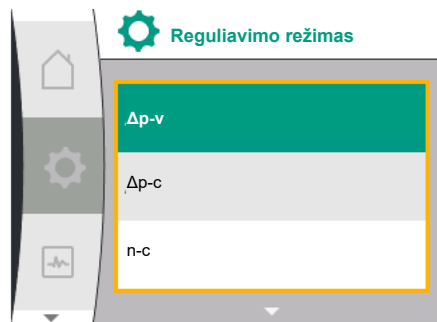 Reguliavimo režimas
Δp-v
Δp-c
n-c